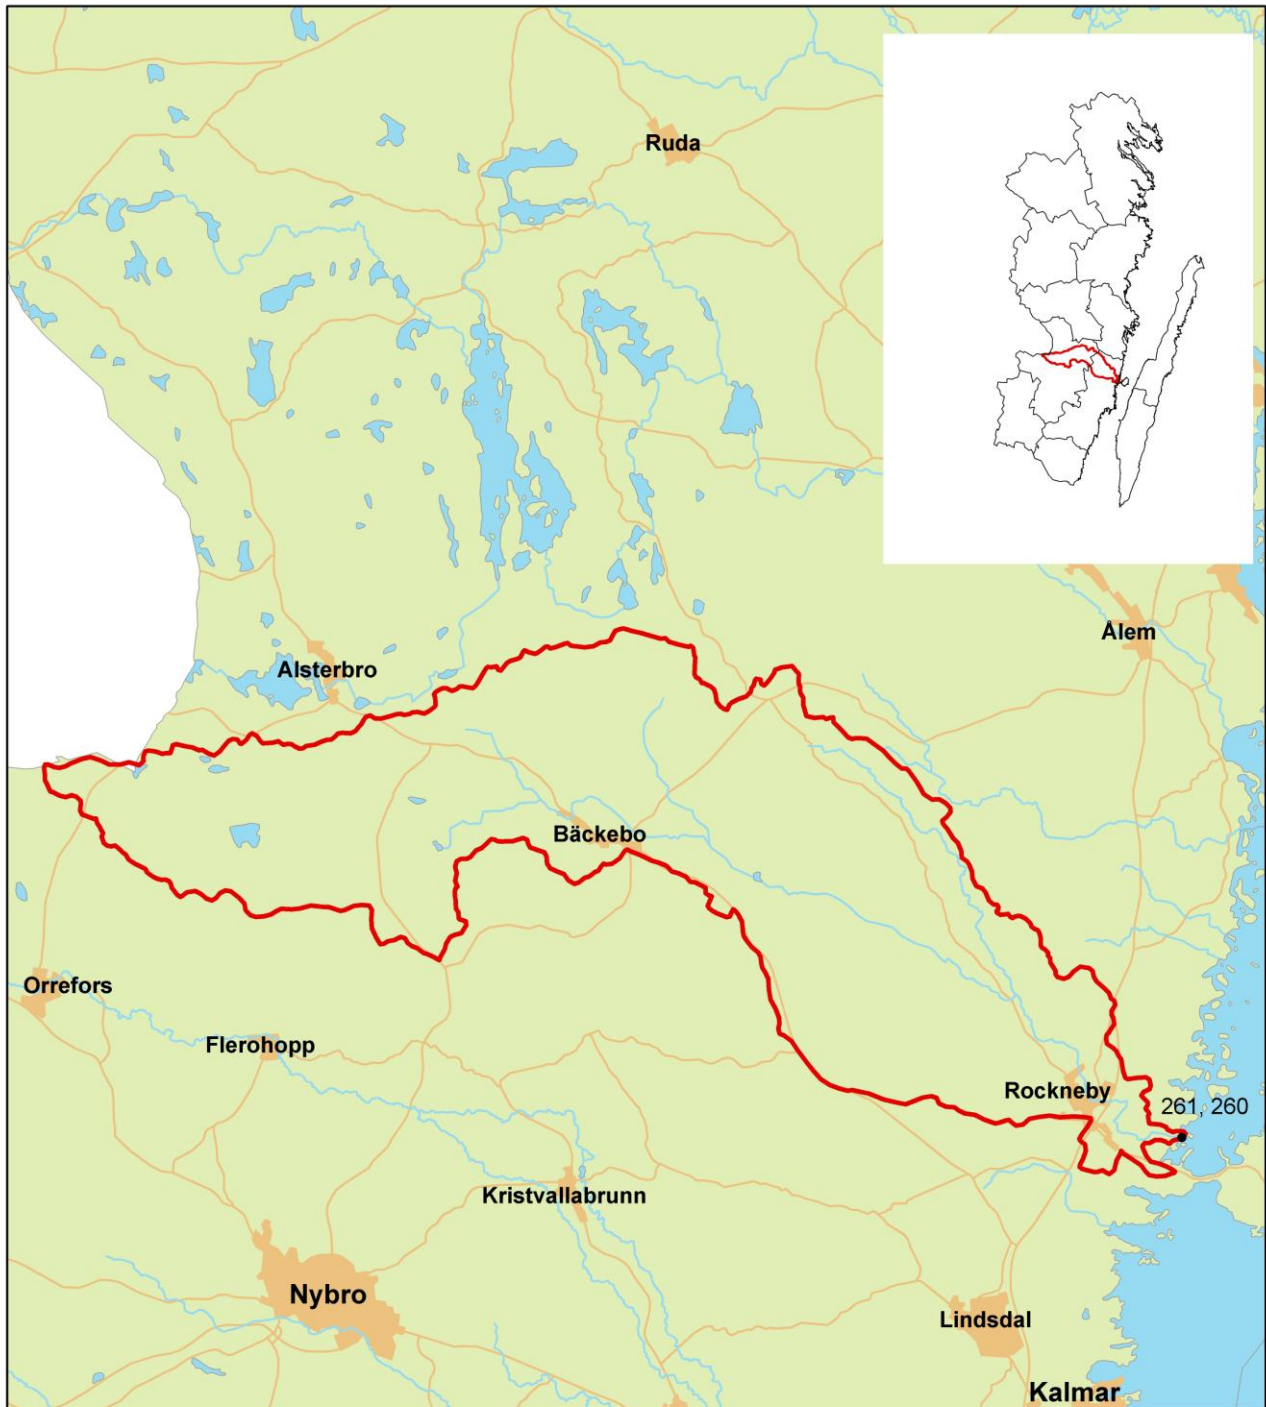 Ruda
Ålem
Alsterbro
Bäckebo
Orrefors
Flerohopp
Rockneby
261, 260
Kristvallabrunn
Nybro
Lindsdal
Kalmar